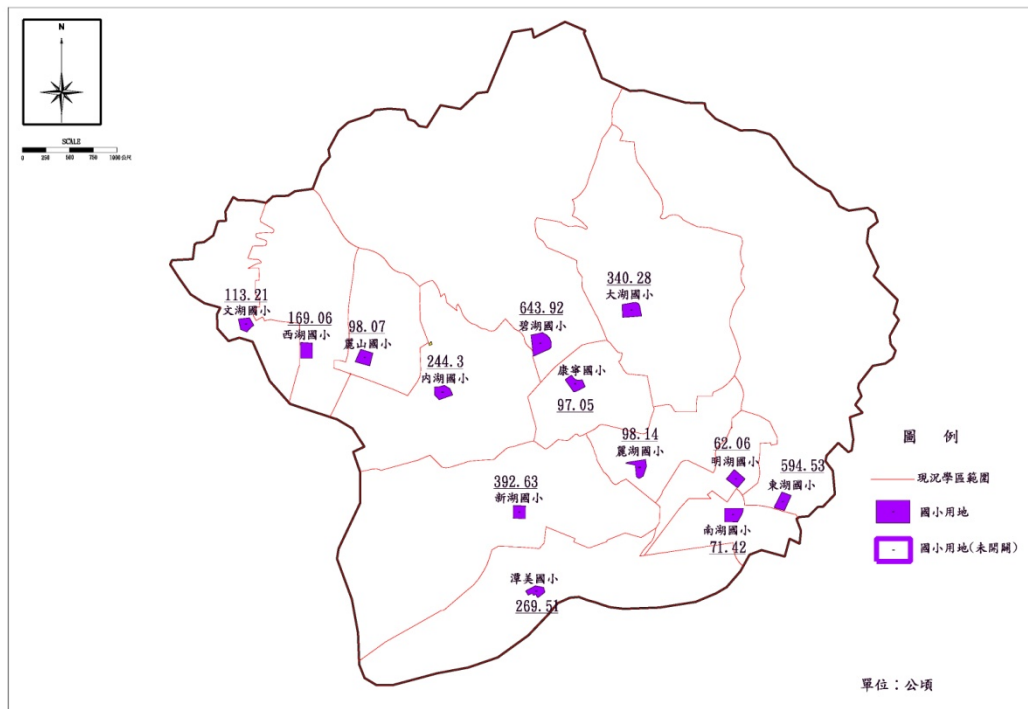 N
SCALE
0 250 500 750 1000公尺
340.28
大湖國小
113.21
文湖國小
643.92
碧湖國小
169.06
西湖國小
98.07
麗山國小
244.3
內湖國小
康寧國小
97.05
98.14
麗湖國小
62.06
明湖國小
594.53
東湖國小
392.63
新湖國小
南湖國小
71.42
潭美國小
269.51
圖 例
現況學區範圍
國小用地
國小用地(未開闢)
單位：公頃